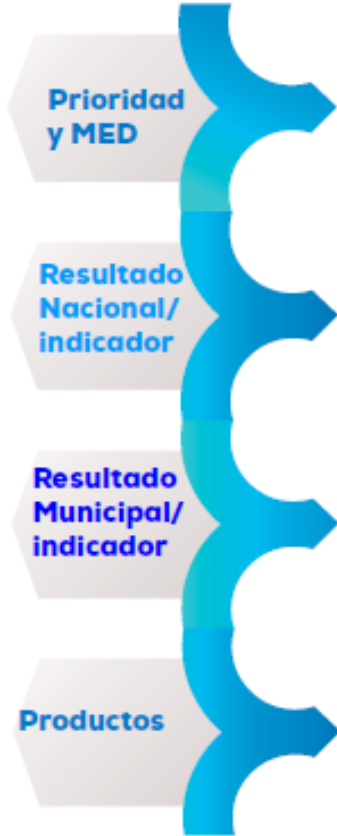 Prioridad
y MED
Resultado
Nacional/
indicador
Resultado
Municipal/
indicador
Productos